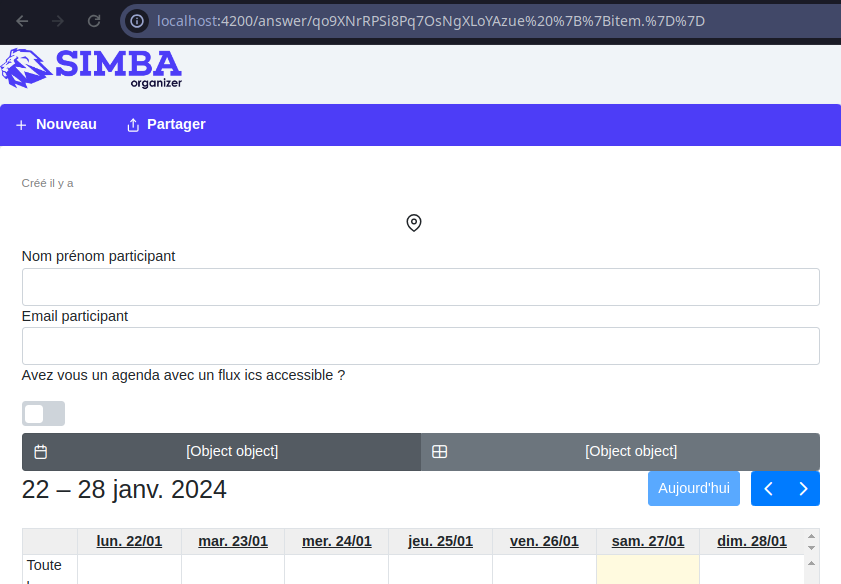 localhost:4200/answer/qo9XNrRPSi8Pq7OsNgXLoYAzue%20%7B%7Bitem.%7D%7D
SIMBA
organizer
Nouveau Partager
Créé il y a
Nom prénom participant
Email participant
Avez vous un agenda avec un flux ics accessible ?
[Object object] [Object object]
22 – 28 janv. 2024 Aujourd'hui
lun. 22/01 mar. 23/01 mer. 24/01 jeu. 25/01 ven. 26/01 sam. 27/01 dim. 28/01
Toute